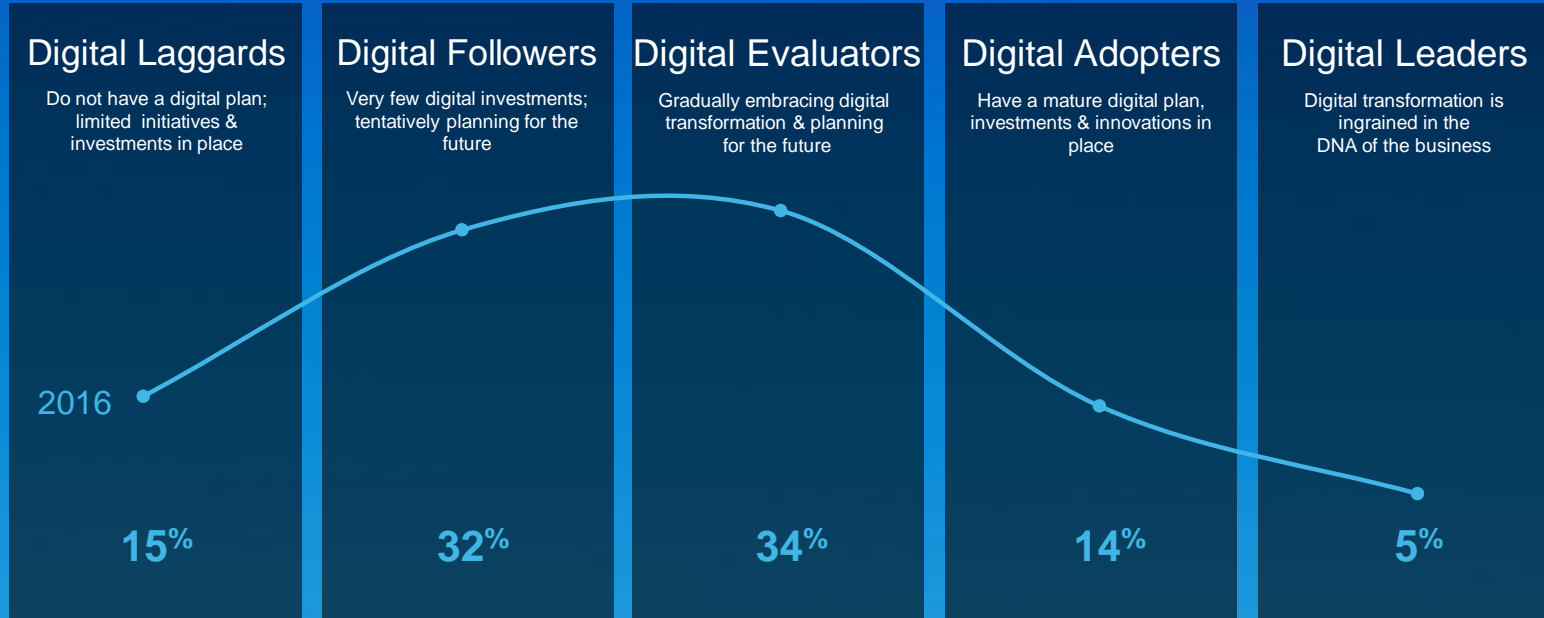 Digital Laggards
Do not have a digital plan;
limited initiatives &
investments in place
Digital Followers
Very few digital investments;
tentatively planning for the
future
Digital Evaluators
Gradually embracing digital
transformation & planning
for the future
Digital Adopters
Have a mature digital plan,
investments & innovations in
place
Digital Leaders
Digital transformation is
ingrained in the
DNA of the business
2016
15%
32%
34%
14%
5%